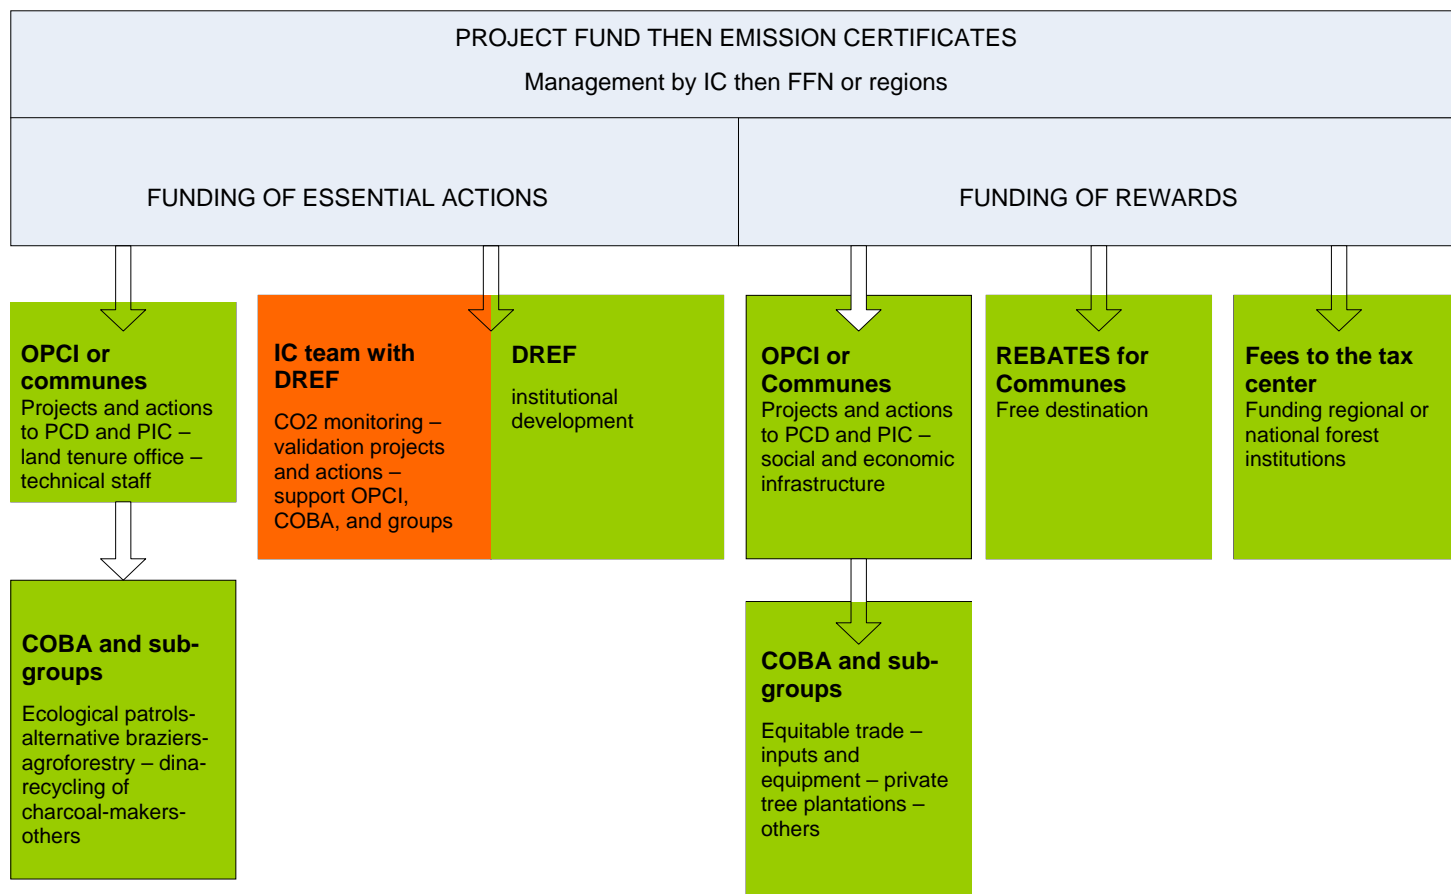 PROJECT FUND THEN EMISSION CERTIFICATES
Management by IC then FFN or regions
FUNDING OF ESSENTIAL ACTIONS
FUNDING OF REWARDS
OPCI or
communes
Projects and actions
to PCD and PIC –
land tenure office –
technical staff
IC team with
DREF
CO2 monitoring –
validation projects
and actions –
support OPCI,
COBA, and groups
DREF
institutional
development
OPCI or
Communes
Projects and actions
to PCD and PIC –
social and economic
infrastructure
REBATES for
Communes
Free destination
Fees to the tax
center
Funding regional or
national forest
institutions
COBA and sub-
groups
Ecological patrols-
alternative braziers-
agroforestry – dina-
recycling of
charcoal-makers-
others
COBA and sub-
groups
Equitable trade –
inputs and
equipment – private
tree plantations –
others